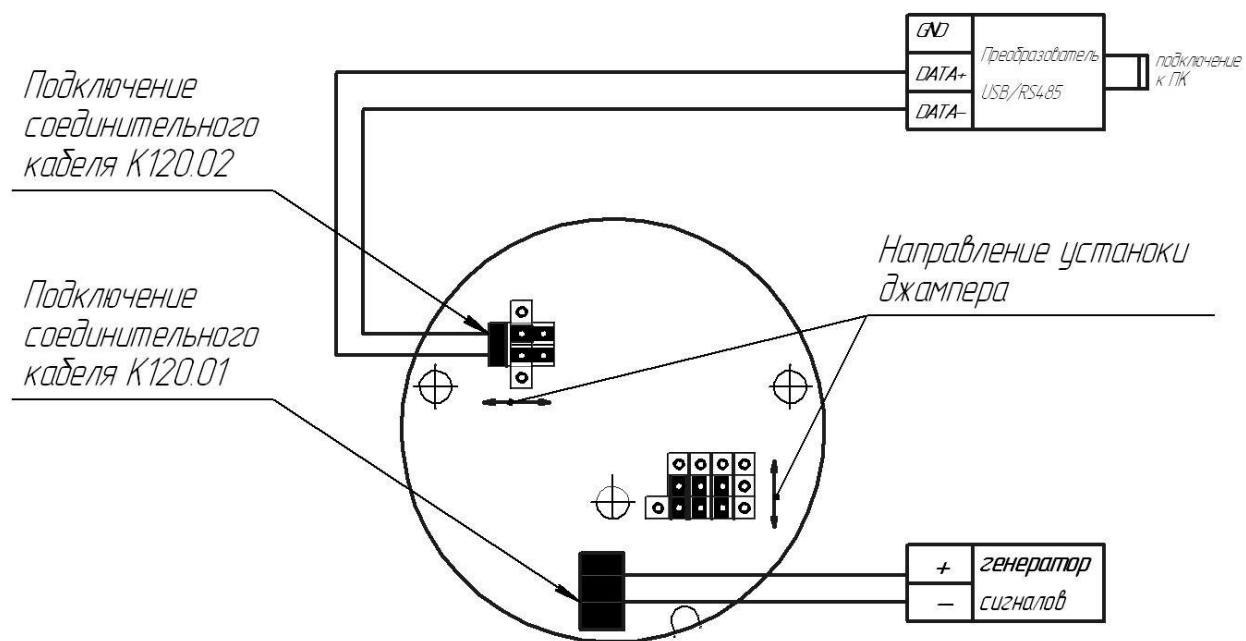 GND
DATA+
DATA-
Преобразователь
USB/RS485
подключение
к ПК
Подключение
соединительного
кабеля К120.02
Направление устаноки
джампера
Подключение
соединительного
кабеля К120.01
+
генератор
-
сигналов